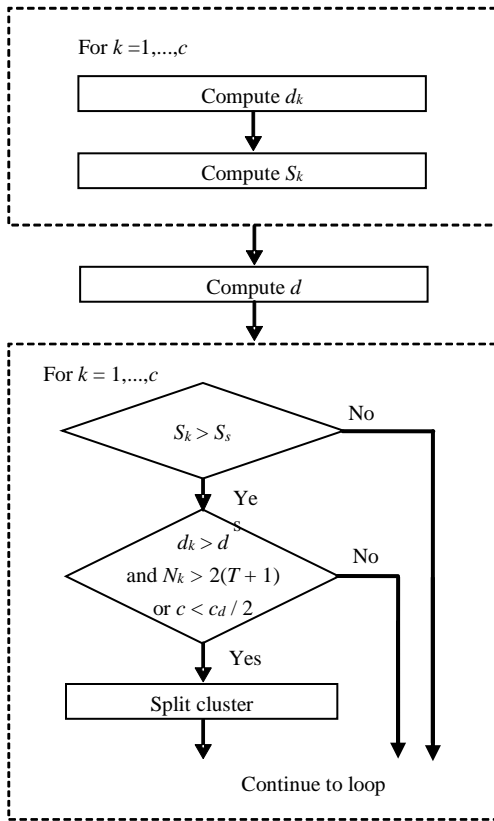 For k =1,...,c
Compute dk
Compute Sk
Compute d
For k = 1,...,c
Sk > Ss
No
Ye
s
dk > d
and Nk > 2(T + 1)
or c < cd / 2
No
Yes
Split cluster
Continue to loop